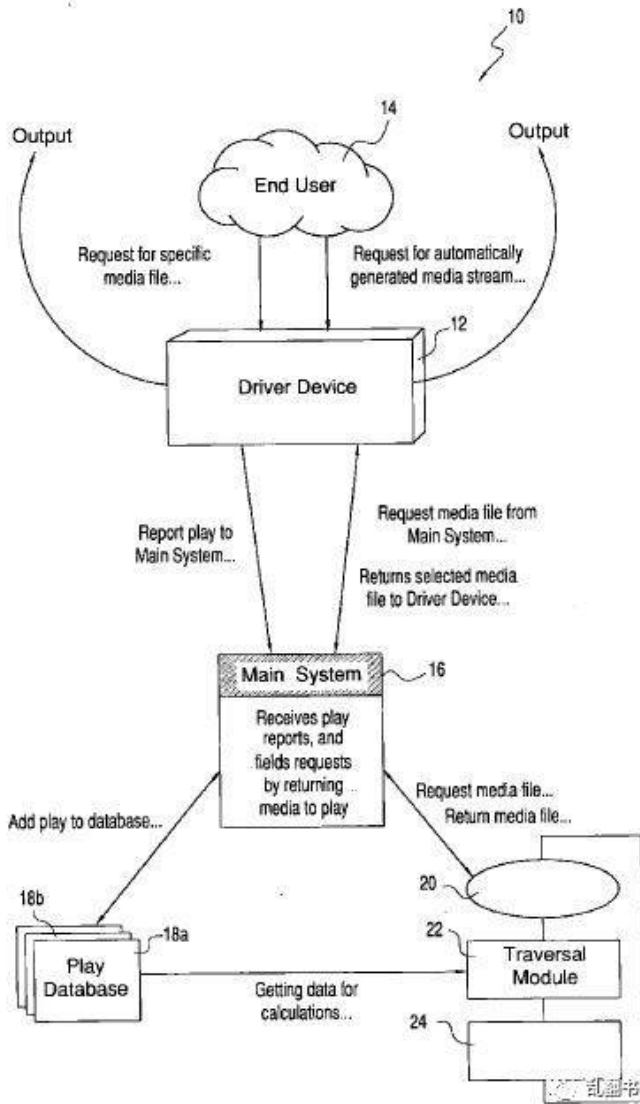 10
14
Output
Output
End User
Request for specific
media file...
Request for automatically
generated media stream...
12
Driver Device
Report play to
Main System...
Request media file from
Main System...
Returns selected media
file to Driver Device...
Main System
16
Receives play
reports, and
fields requests
by returning
media to play
Add play to database...
Request media file...
Return media file...
18b
18a
20
Play
Database
22
Traversal
Module
Getting data for
calculations...
24
乱翻书